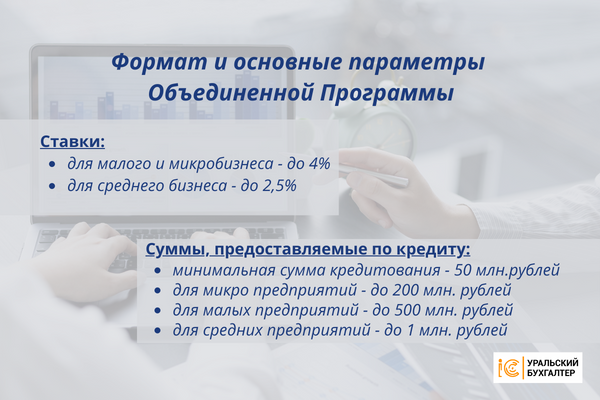 Формат и основные параметры
Объединенной Программы
Ставки:
• для малого и микробизнеса - до 4%
• для среднего бизнеса - до 2,5%
Суммы, предоставляемые по кредиту:
• минимальная сумма кредитования - 50 млн.рублей
• для микро предприятий - до 200 млн. рублей
• для малых предприятий - до 500 млн. рублей
• для средних предприятий - до 1 млн. рублей
УРАЛЬСКИЙ
БУХГАЛТЕР